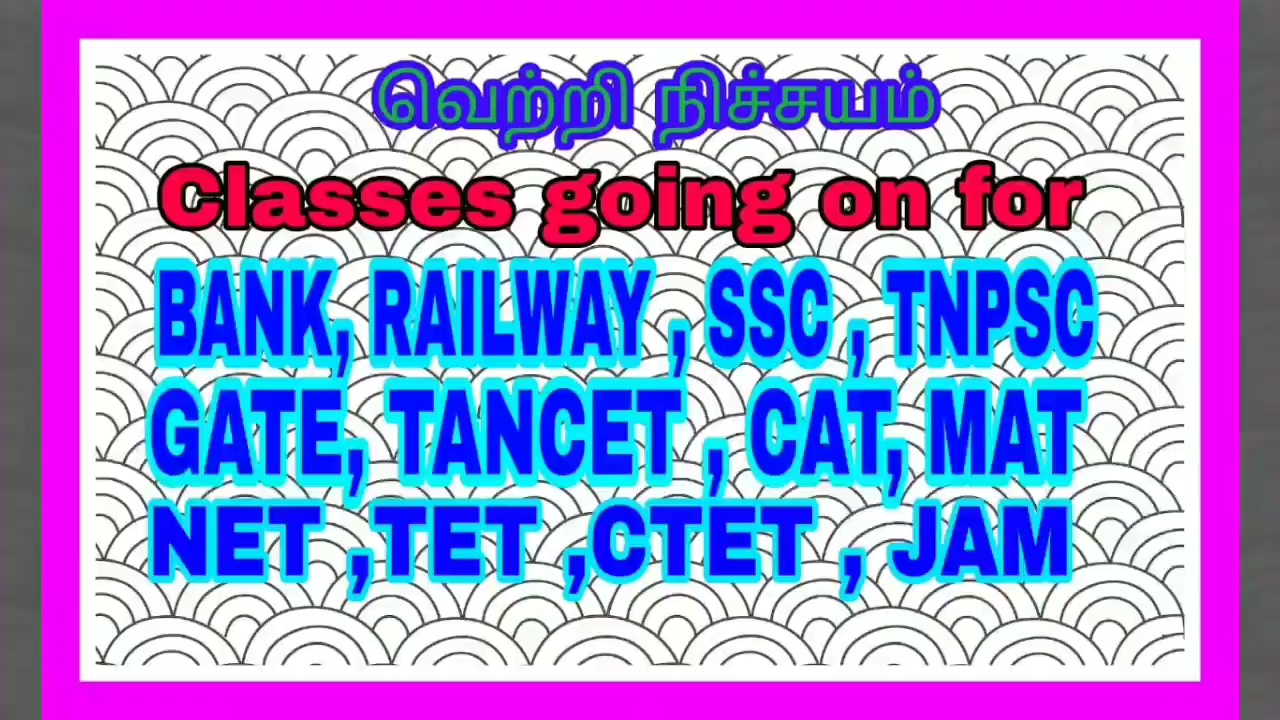 வெற்றி நிச்சயம்
Classes going on for
BANK, RAILWAY , SSC , TNPSC
GATE, TANCET , CAT, MAT
NET ,TET ,CTET , JAM